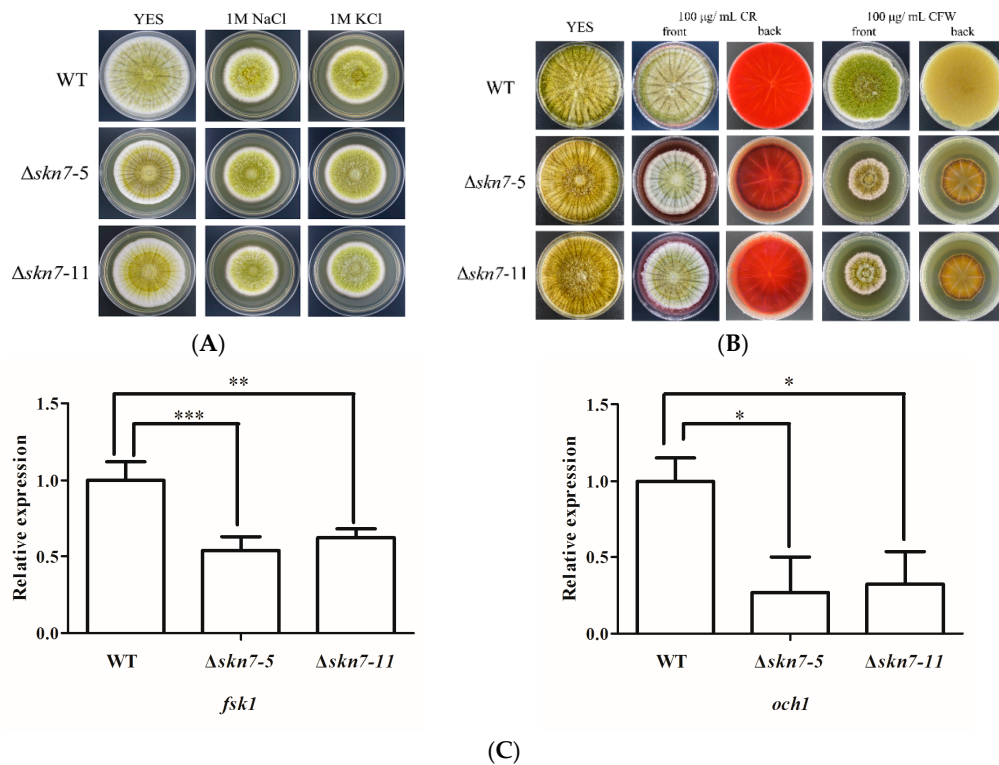 YES 1M NaCl 1M KCl
WT
Δskn7-5
Δskn7-11
(A)
100 μg/ mL CR 100 μg/ mL CFW
YES front back front back
WT
Δskn7-5
Δskn7-11
(B)
Relative expression
1.5
1.0
0.5
0.0
***
**
WT Δskn7-5 Δskn7-11
fsk1
Relative expression
1.5
1.0
0.5
0.0
*
*
WT Δskn7-5 Δskn7-11
och1
(C)